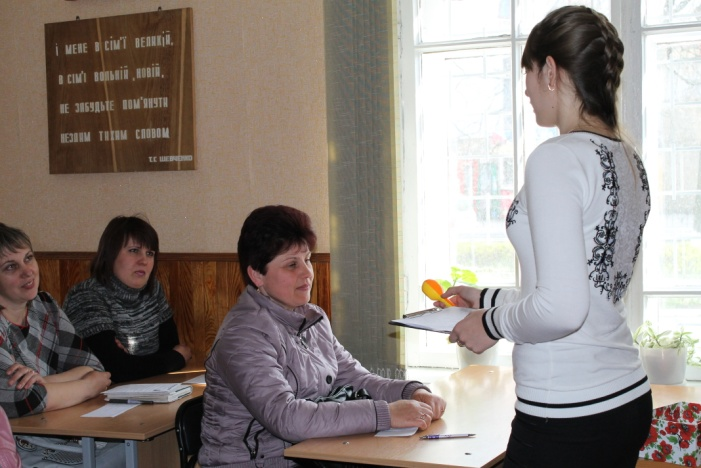 І МЕНЕ В СІМ'Ї ВЕЛИКІЙ,
В СІМ'Ї ВОЛЬНІЙ, НОВІЙ,
НЕ ЗАБУДЬТЕ ПОМ'ЯНУТИ
НЕЗЛИМ ТИХИМ СЛОВОМ
Т.Г. ШЕВЧЕНКО